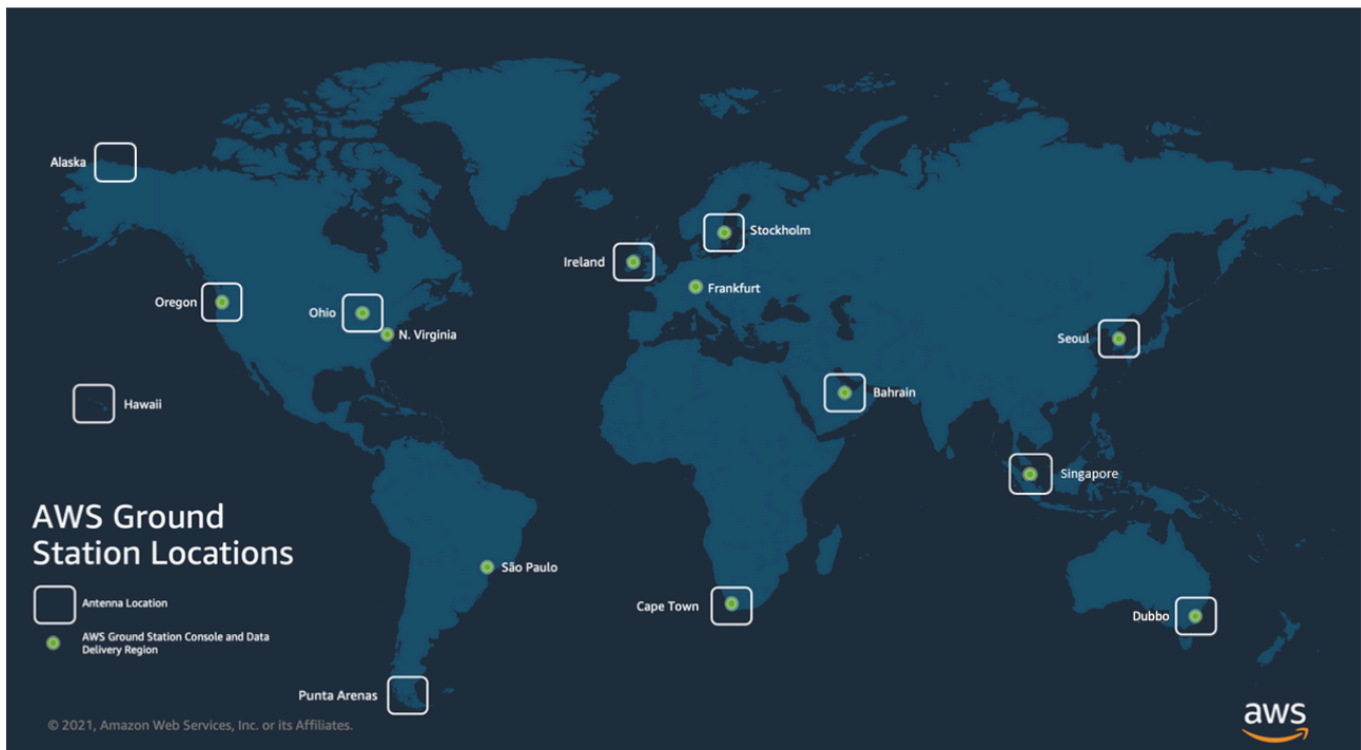 Alaska
Stockholm
Ireland
Frankfurt
Oregon
Ohio
N. Virginia
Seoul
Hawaii
Bahrain
Singapore
AWS Ground
Station Locations
Antenna Location
AWS Ground Station Console and Data
Delivery Region
São Paulo
Cape Town
Dubbo
Punta Arenas
© 2021, Amazon Web Services, Inc. or its Affiliates.
aws